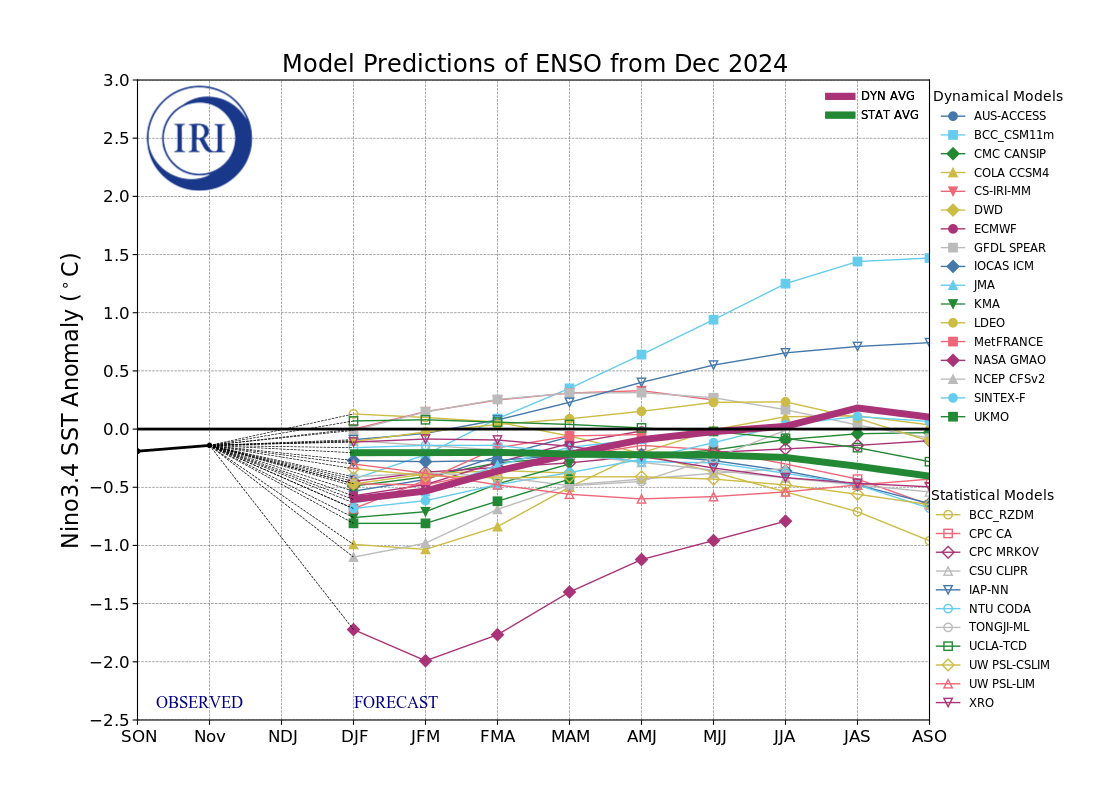 Model Predictions of ENSO from Dec 2024
Nino3.4 SST Anomaly (°C)
3.0
2.5
2.0
1.5
1.0
0.5
0.0
−0.5
−1.0
−1.5
−2.0
−2.5
IRI
DYN AVG
STAT AVG
OBSERVED
FORECAST
SON Nov NDJ DJF JFM FMA MAM AMJ MJJ JJA JAS ASO
Dynamical Models
AUS-ACCESS
BCC_CSM11m
CMC CANSIP
COLA CCSM4
CS-IRI-MM
DWD
ECMWF
GFDL SPEAR
IOCAS ICM
JMA
KMA
LDEO
MetFRANCE
NASA GMAO
NCEP CFSv2
SINTEX-F
UKMO
Statistical Models
BCC_RZDM
CPC CA
CPC MRKOV
CSU CLIPR
IAP-NN
NTU CODA
TONGJI-ML
UCLA-TCD
UW PSL-CSLIM
UW PSL-LIM
XRO